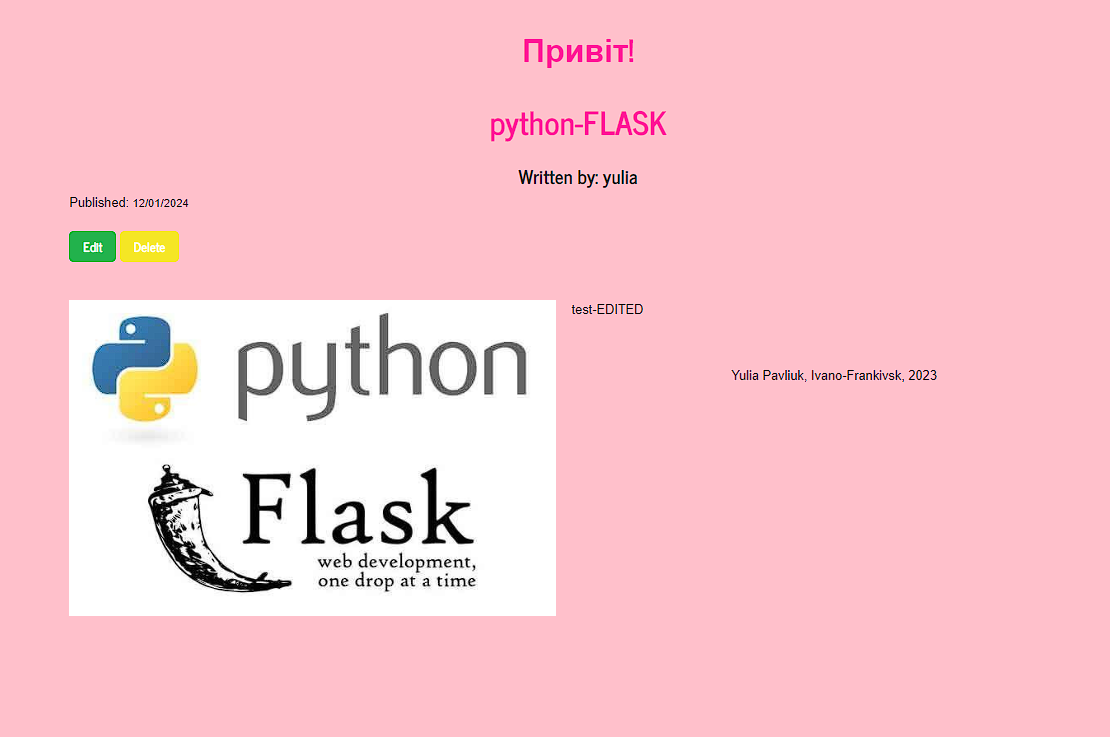 Привіт!
python-FLASK
Written by: yulia
Published: 12/01/2024
Edit Delete
test-EDITED
python
Flask
web development,
one drop at a time
Yulia Pavliuk, Ivano-Frankivsk, 2023